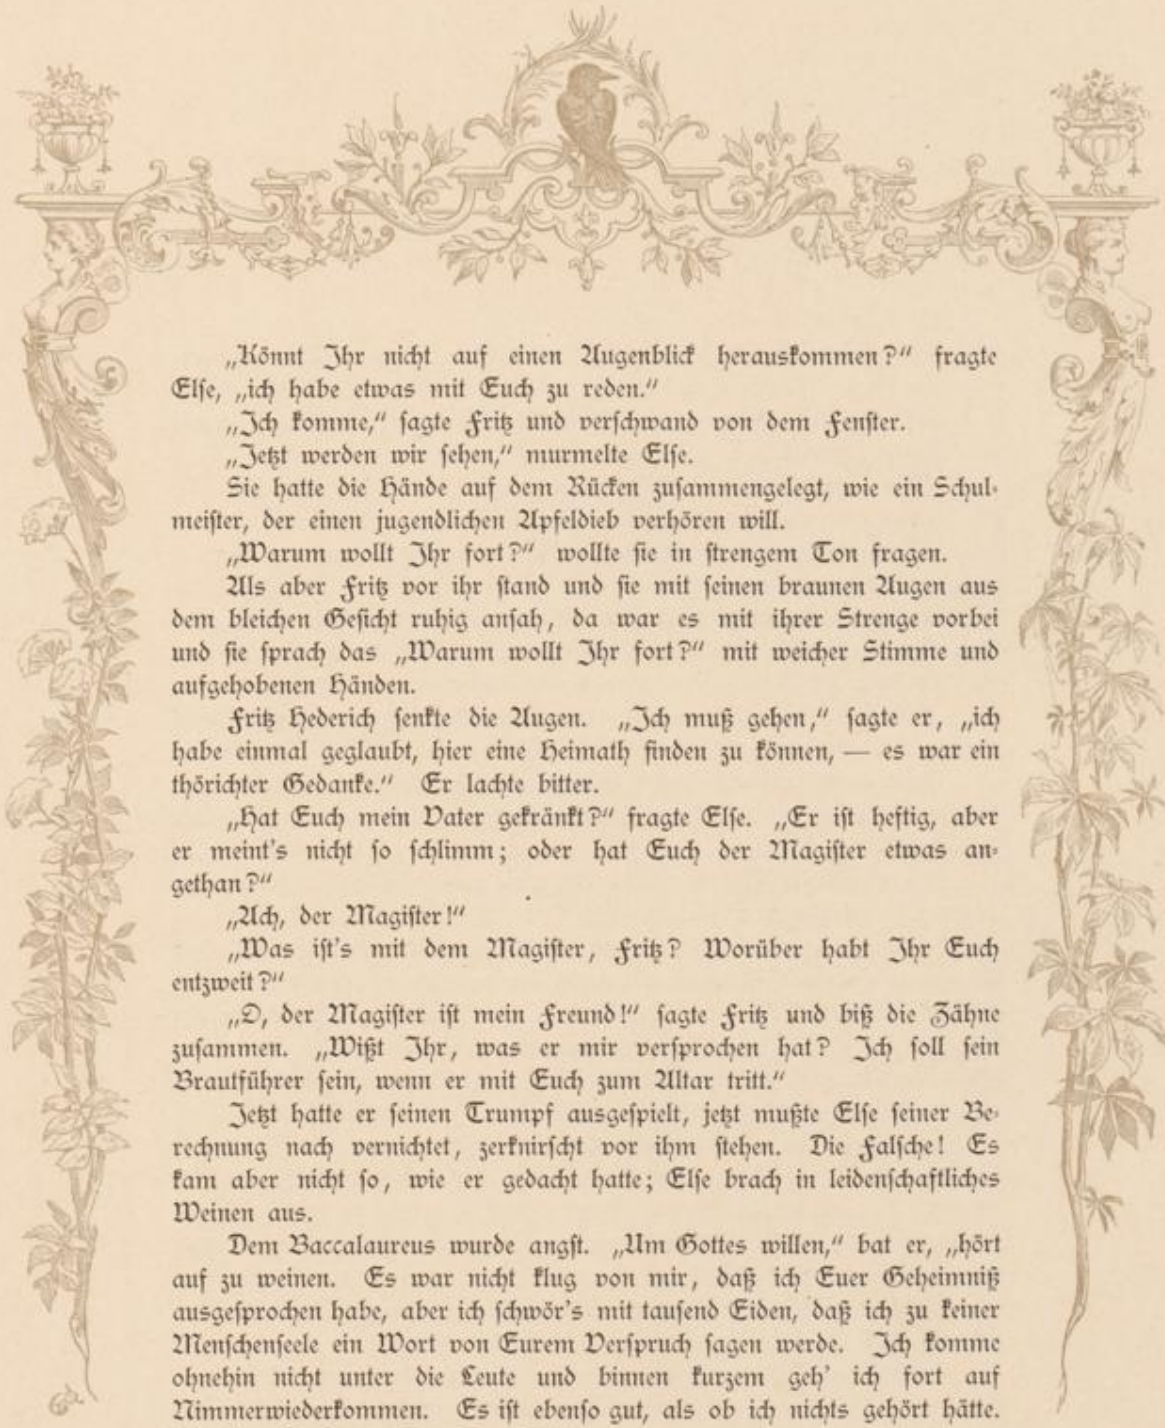 „Könnt Ihr nicht auf einen Augenblick herauskommen?“ fragte
Else, „ich habe etwas mit Euch zu reden.“
„Ich komme,“ sagte Fritz und verschwand von dem Fenster.
„Jetzt werden wir sehen,“ murmelte Else.
Sie hatte die Hände auf dem Rücken zusammengelegt, wie ein Schul-
meister, der einen jugendlichen Apfeldieb verhören will.
„Warum wollt Ihr fort?“ wollte sie in strengem Ton fragen.
Als aber Fritz vor ihr stand und sie mit seinen braunen Augen aus
dem bleichen Gesicht ruhig ansah, da war es mit ihrer Strenge vorbei
und sie sprach das „Warum wollt Ihr fort?“ mit weicher Stimme und
aufgehobenen Händen.
Fritz Hederich senkte die Augen. „Ich muß gehen,“ sagte er, „ich
habe einmal geglaubt, hier eine Heimath finden zu können, — es war ein
thörichter Gedanke.“ Er lachte bitter.
„Hat Euch mein Vater gekränkt?“ fragte Else. „Er ist heftig, aber
er meint's nicht so schlimm; oder hat Euch der Magister etwas an-
gethan?“
„Ach, der Magister!“
„Was ist's mit dem Magister, Fritz? Worüber habt Ihr Euch
entzweit?“
„O, der Magister ist mein Freund!“ sagte Fritz und biß die Zähne
zusammen. „Wißt Ihr, was er mir versprochen hat? Ich soll sein
Brautführer sein, wenn er mit Euch zum Altar tritt.“
Jetzt hatte er seinen Trumpf ausgespielt, jetzt mußte Else seiner Be-
rechnung nach vernichtet, zerknirscht vor ihm stehen. Die Falsche! Es
kam aber nicht so, wie er gedacht hatte; Else brach in leidenschaftliches
Weinen aus.
Dem Baccalaureus wurde angst. „Um Gottes willen,“ bat er, „hört
auf zu weinen. Es war nicht klug von mir, daß ich Euer Geheimniß
ausgesprochen habe, aber ich schwör's mit tausend Eiden, daß ich zu keiner
Menschenseele ein Wort von Eurem Verspruch sagen werde. Ich komme
ohnehin nicht unter die Leute und binnen kurzem geh' ich fort auf
Nimmerwiederkommen. Es ist ebenso gut, als ob ich nichts gehört hätte.